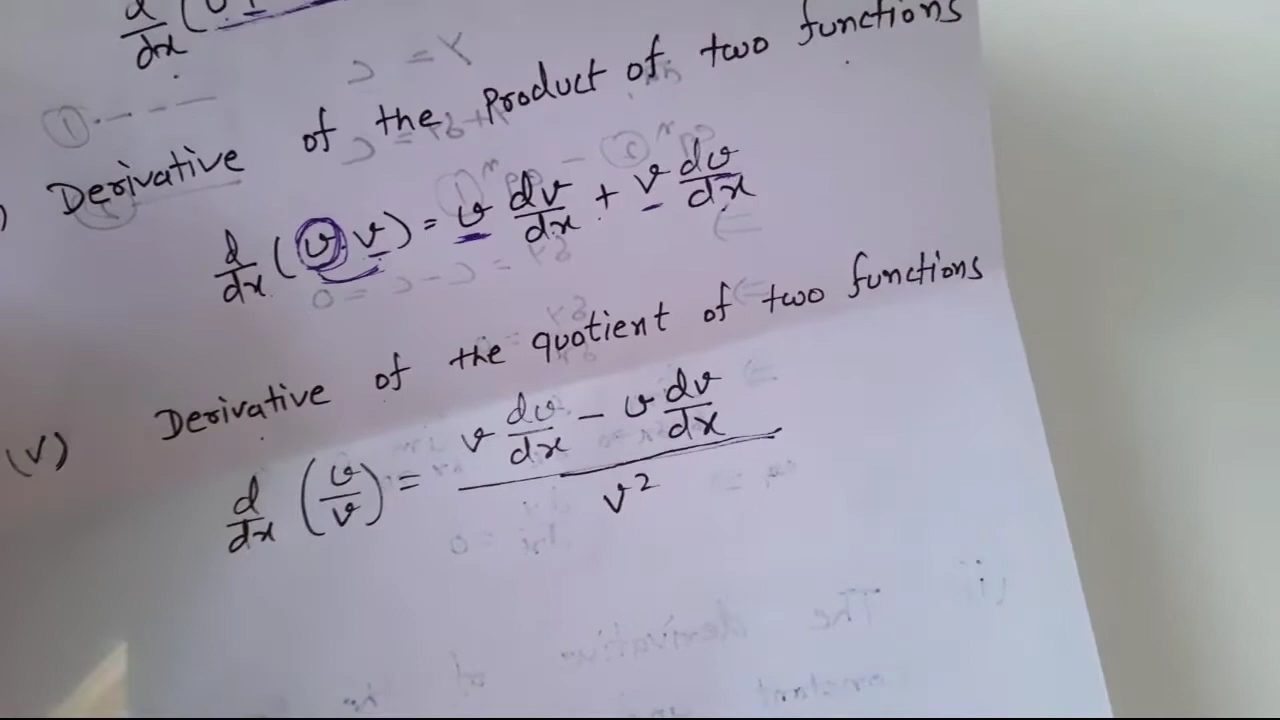 d/dx (u
Derivative of the product of two functions
d/dx (u.v) = u dv/dx + v du/dx
(V) Derivative of the quotient of two functions
d/dx (u/v) = (v du/dx - u dv/dx) / v²